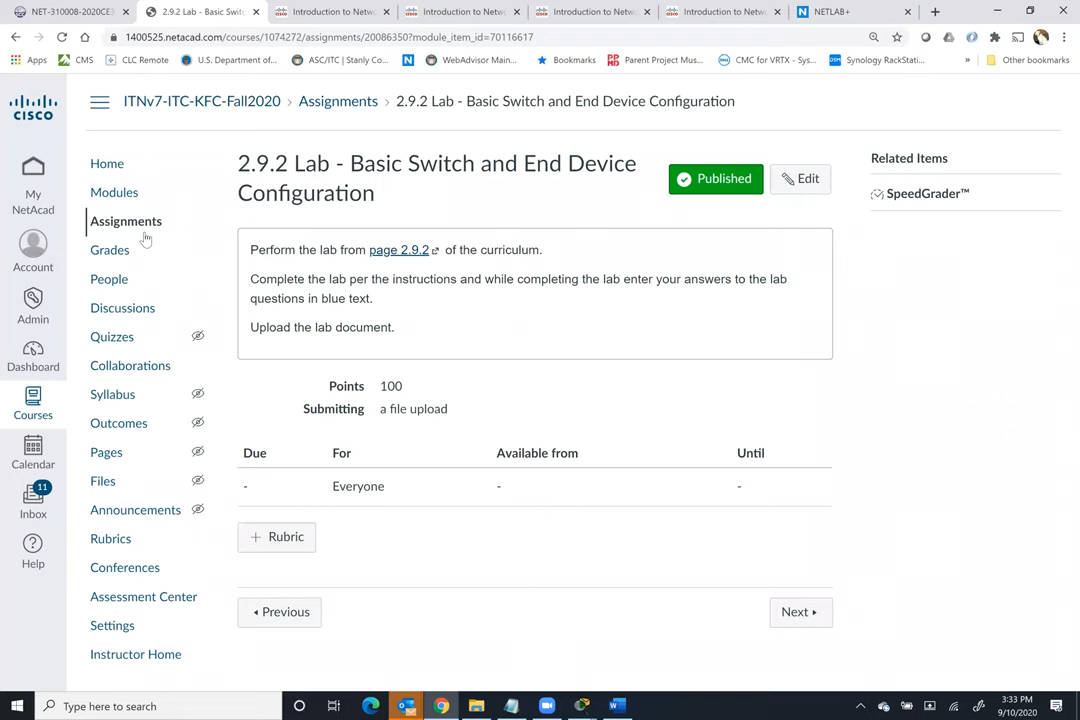 NET-310008-2020CE3
2.9.2 Lab - Basic Switc
Introduction to Netwo
Introduction to Netwo
Introduction to Netwo
Introduction to Netwo
NETLAB+
1400525.netacad.com/courses/1074272/assignments/20086350?module_item_id=70116617
Apps
CMS
CLC Remote
U.S. Department of...
ASC/ITC | Stanly Co...
WebAdvisor Main...
Bookmarks
Parent Project Mus...
CMC for VRTX - Sys...
Synology RackStati...
»
Other bookmarks
CISCO
ITNv7-ITC-KFC-Fall2020 › Assignments › 2.9.2 Lab - Basic Switch and End Device Configuration
My NetAcad
Account
Admin
Dashboard
Courses
Calendar
11
Inbox
Help
Home
Modules
Assignments
Grades
People
Discussions
Quizzes
Collaborations
Syllabus
Outcomes
Pages
Files
Announcements
Rubrics
Conferences
Assessment Center
Settings
Instructor Home
2.9.2 Lab - Basic Switch and End Device
Configuration
Published
Edit
Perform the lab from page 2.9.2 of the curriculum.
Complete the lab per the instructions and while completing the lab enter your answers to the lab
questions in blue text.
Upload the lab document.
Points 100
Submitting a file upload
Due For Available from Until
- Everyone - -
+ Rubric
Previous
Next
Related Items
SpeedGrader™
Type here to search
3:33 PM
9/10/2020